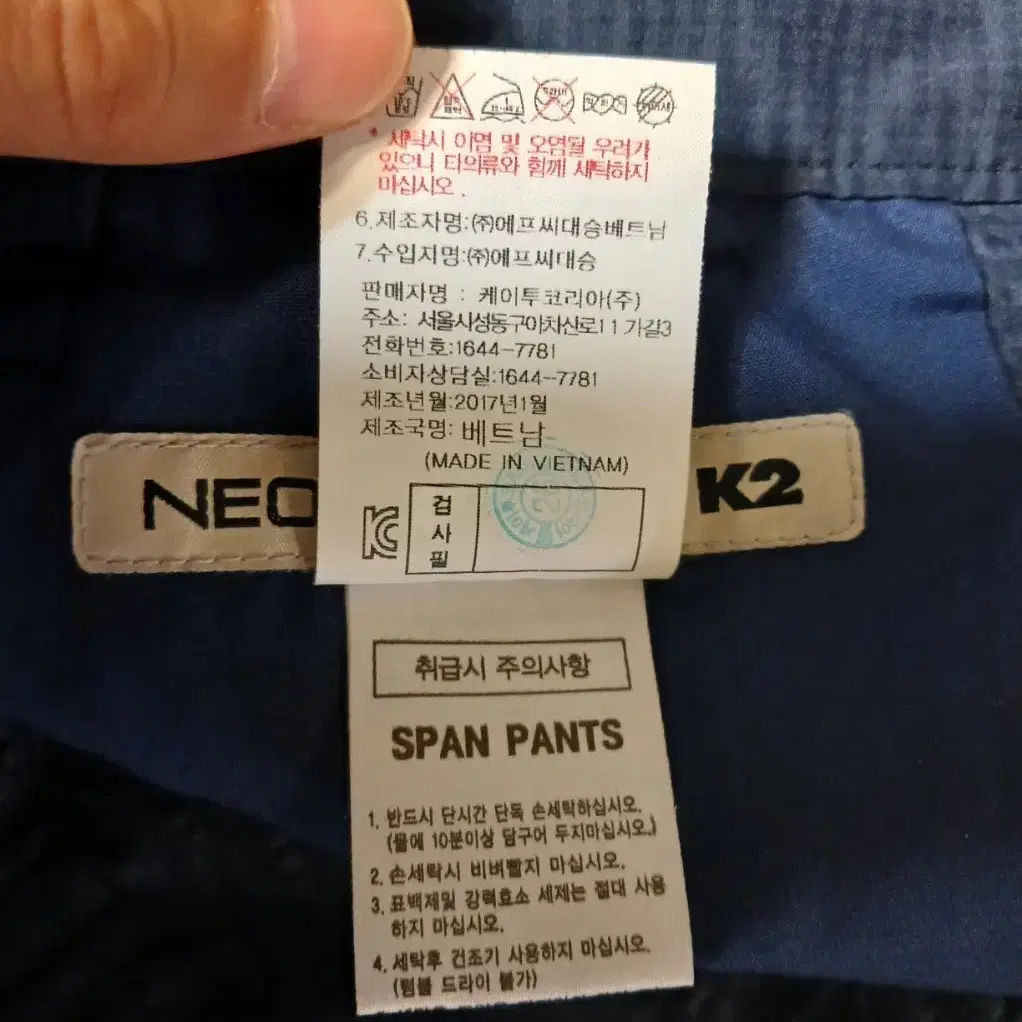 * 세탁시 이염 및 오염될 우려가
있으니 타의류와 함께 세탁하지
마십시오.
6.제조자명:㈜에프씨대승베트남
7.수입자명:㈜에프씨대승
판매자명 : 케이투코리아(주)
주소: 서울시성동구아차산로11가길3
전화번호:1644-7781
소비자상담실:1644-7781
제조년월:2017년1월
제조국명: 베트남
(MADE IN VIETNAM)
검사필
NEO
K2
취급시 주의사항
SPAN PANTS
1. 반드시 단시간 단독 손세탁하십시오.
(물에 10분이상 담구어 두지마십시오.)
2. 손세탁시 비벼빨지 마십시오.
3. 표백제및 강력효소 세제는 절대 사용
하지 마십시오.
4. 세탁후 건조기 사용하지 마십시오.
(텀블 드라이 불가)